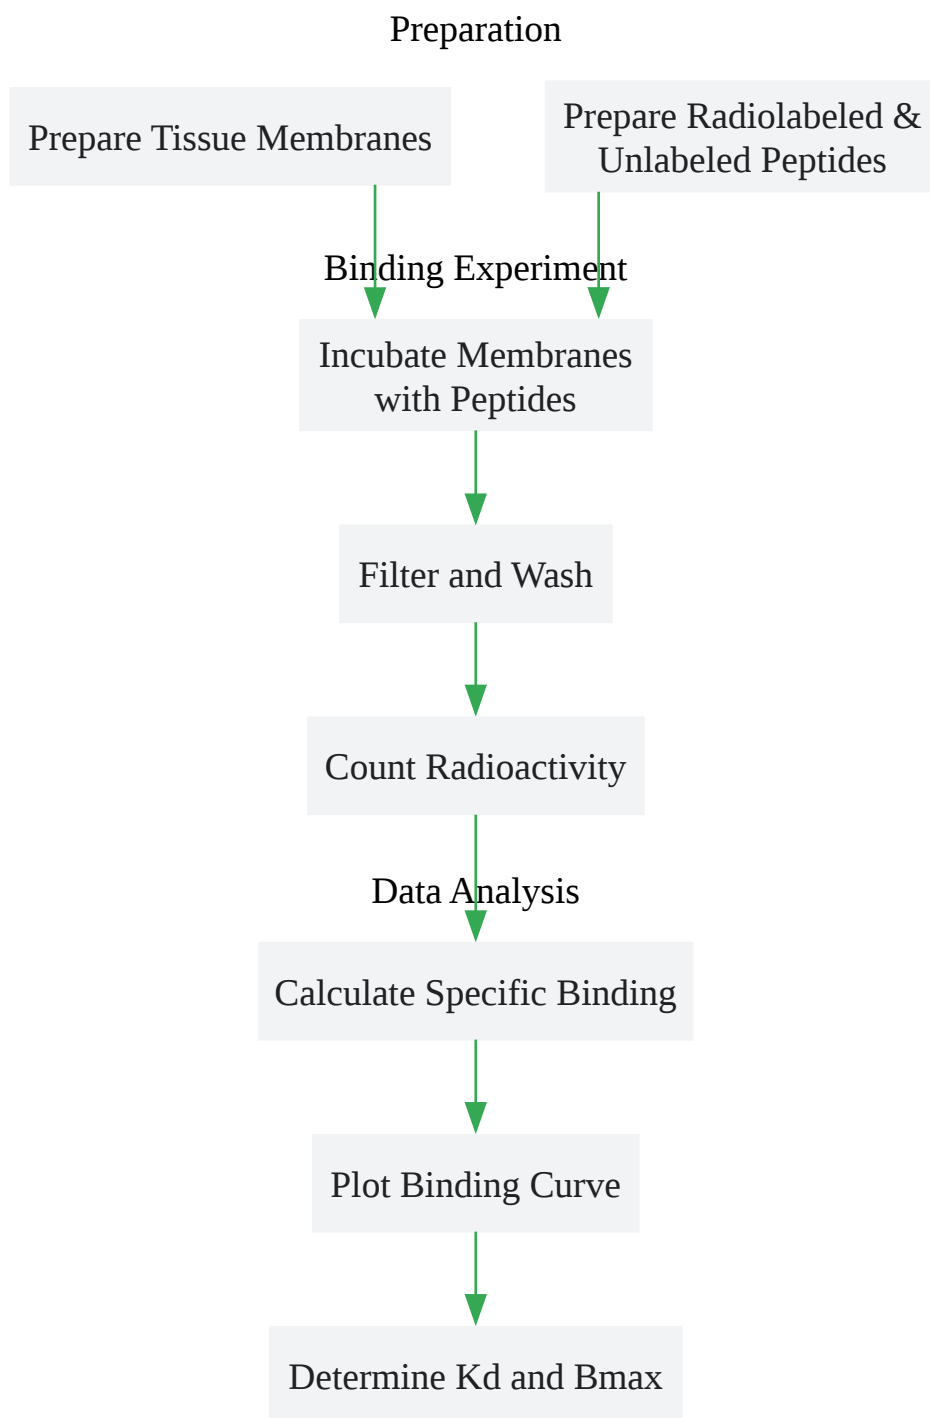 Preparation
Prepare Tissue Membranes
Prepare Radiolabeled &
Unlabeled Peptides
Binding Experiment
Incubate Membranes
with Peptides
Filter and Wash
Count Radioactivity
Data Analysis
Calculate Specific Binding
Plot Binding Curve
Determine Kd and Bmax